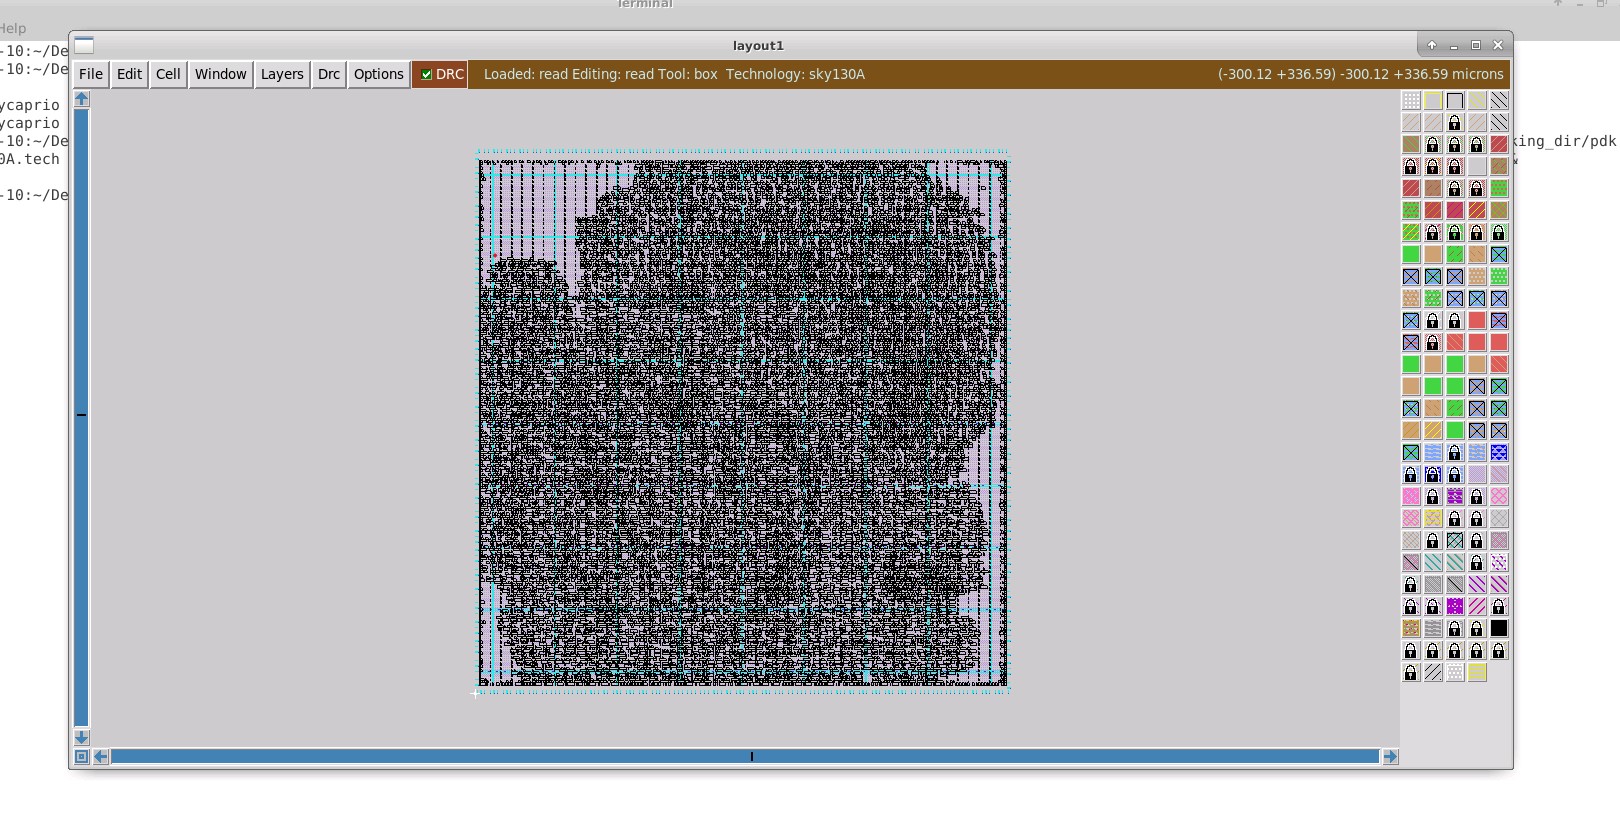 Terminal
Help
layout1
File Edit Cell Window Layers Drc Options DRC Loaded: read Editing: read Tool: box Technology: sky130A (-300.12 +336.59) -300.12 +336.59 microns
-10:~/De
-10:~/De
ycaprio
ycaprio
-10:~/De king_dir/pdk
0A.tech &
-10:~/De